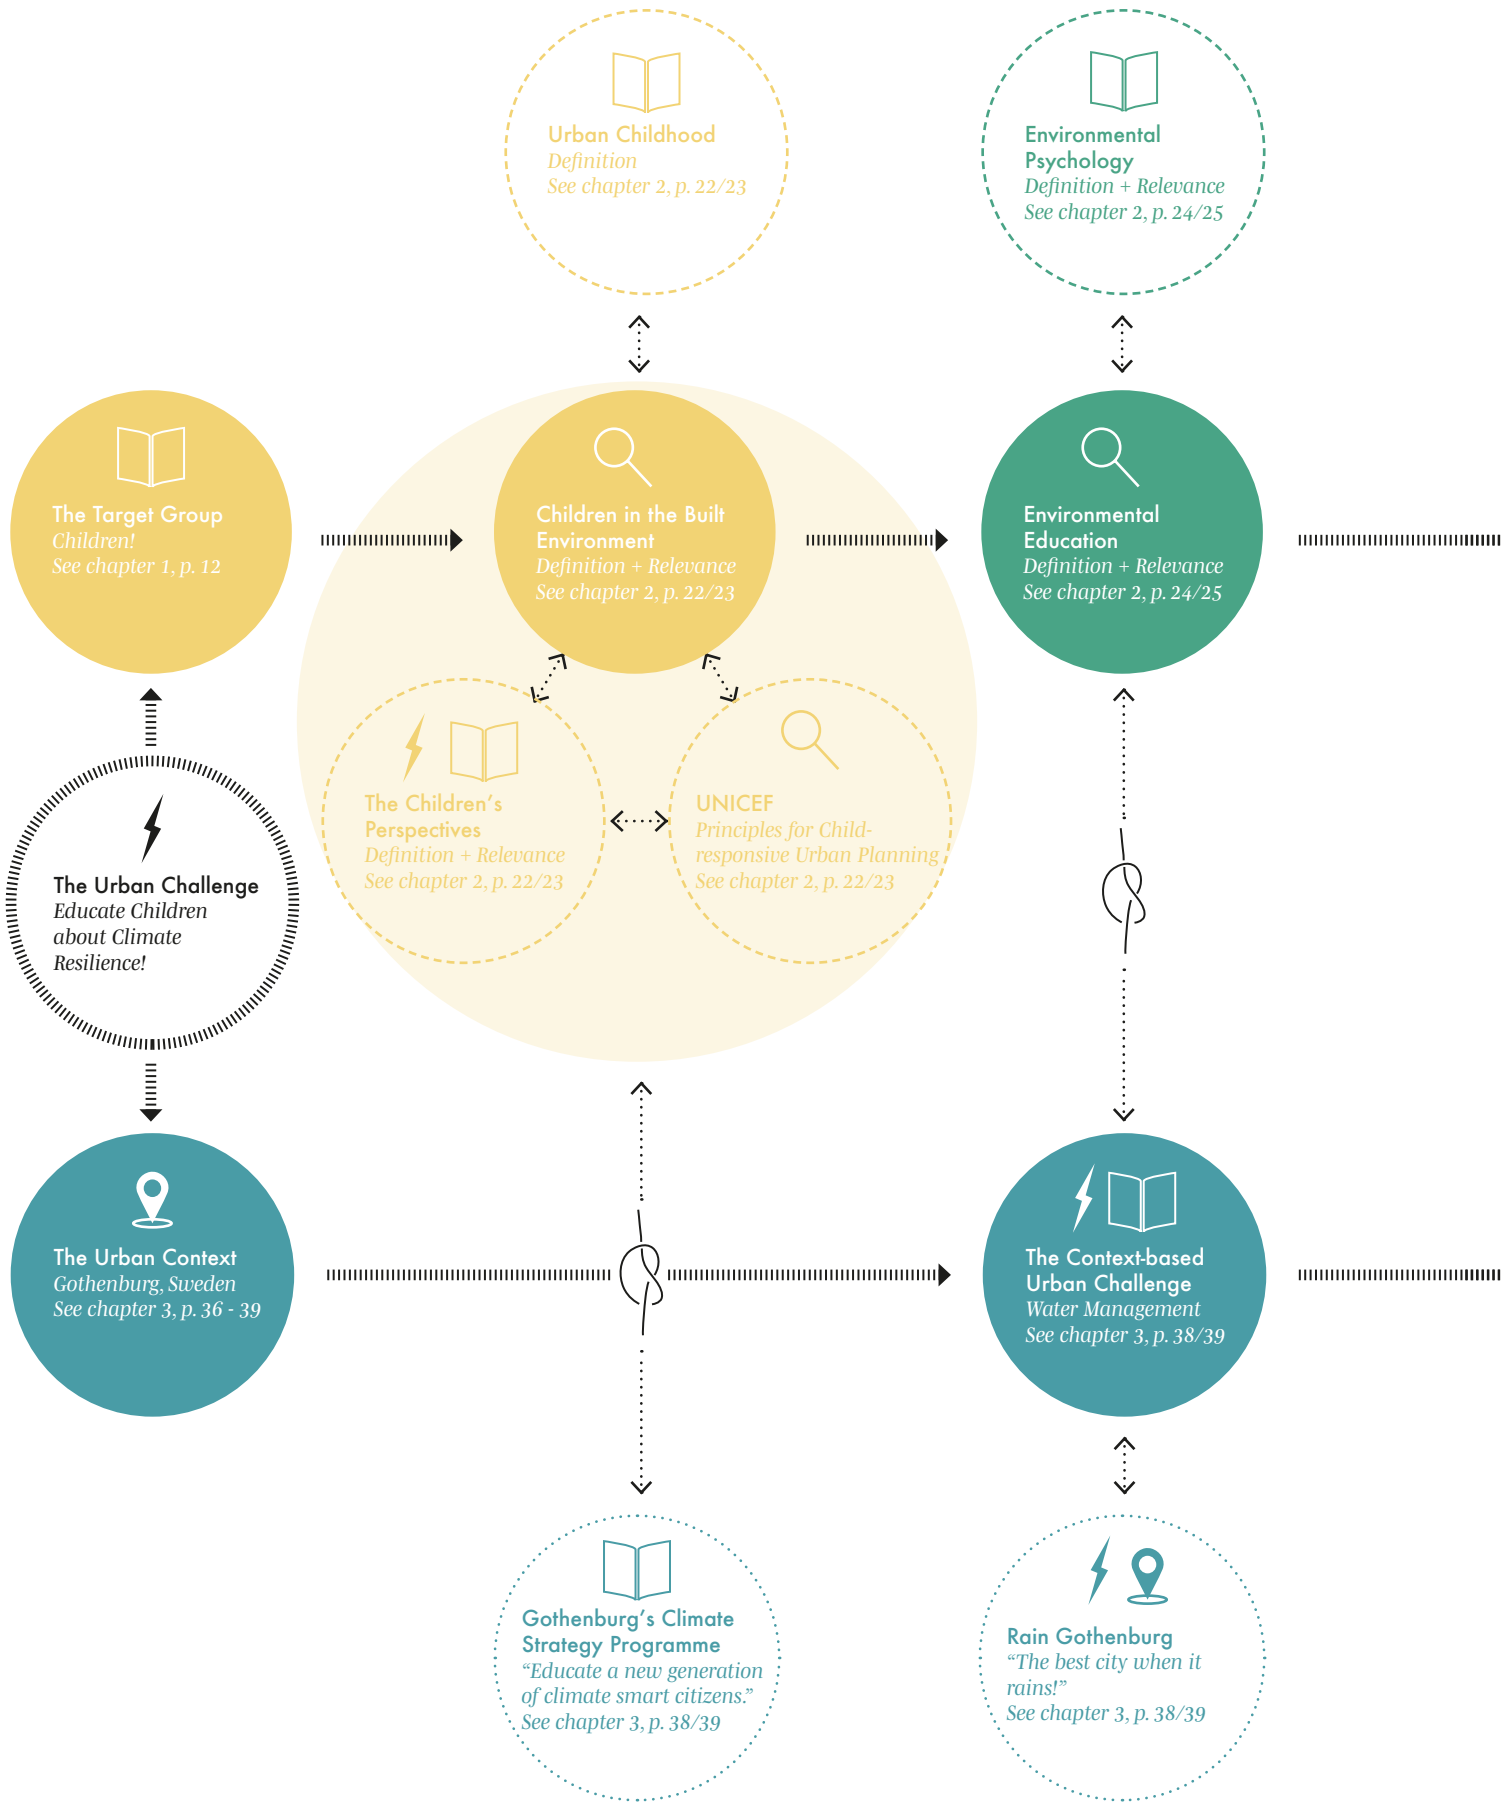 Urban Childhood
Definition
See chapter 2, p. 22/23
Environmental
Psychology
Definition + Relevance
See chapter 2, p. 24/25
The Target Group
Children!
See chapter 1, p. 12
Children in the Built
Environment
Definition + Relevance
See chapter 2, p. 22/23
Environmental
Education
Definition + Relevance
See chapter 2, p. 24/25
The Children's
Perspectives
Definition + Relevance
See chapter 2, p. 22/23
UNICEF
Principles for Child-
responsive Urban Planning
See chapter 2, p. 22/23
The Urban Challenge
Educate Children
about Climate
Resilience!
The Urban Context
Gothenburg, Sweden
See chapter 3, p. 36 - 39
The Context-based
Urban Challenge
Water Management
See chapter 3, p. 38/39
Gothenburg's Climate
Strategy Programme
“Educate a new generation
of climate smart citizens.”
See chapter 3, p. 38/39
Rain Gothenburg
“The best city when it
rains!”
See chapter 3, p. 38/39